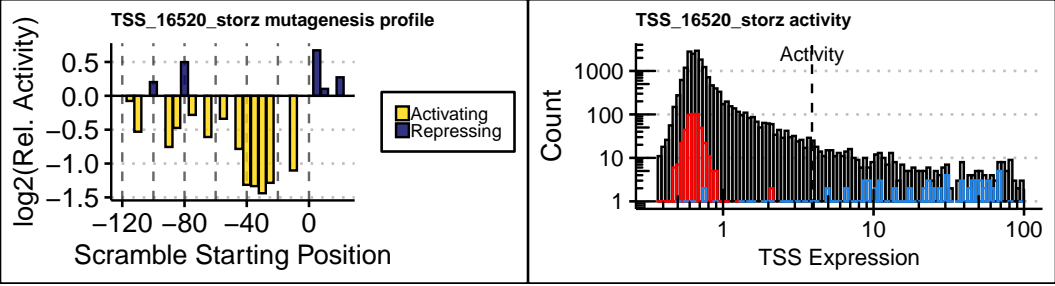 TSS_16520_storz mutagenesis profile
log2(Rel. Activity)
0.5
0.0
−0.5
−1.0
−1.5
−120 −80 −40 0
Scramble Starting Position
Activating
Repressing
TSS_16520_storz activity
Activity
Count
1000
100
10
1
1 10 100
TSS Expression